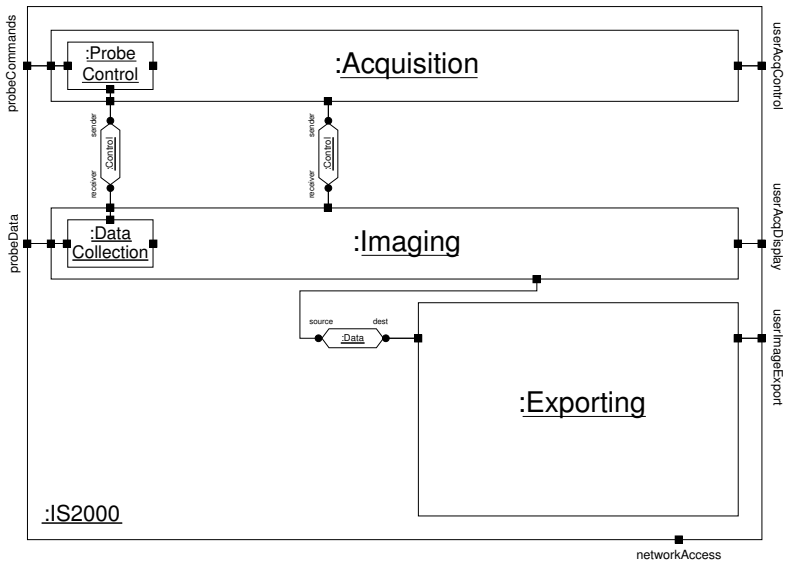 probeCommands
:Probe
Control
:Acquisition
userAcqControl
sender
:Control
receiver
sender
:Control
receiver
probeData
:Data
Collection
:Imaging
userAcqDisplay
source
dest
:Data
userImageExport
:Exporting
:IS2000
networkAccess